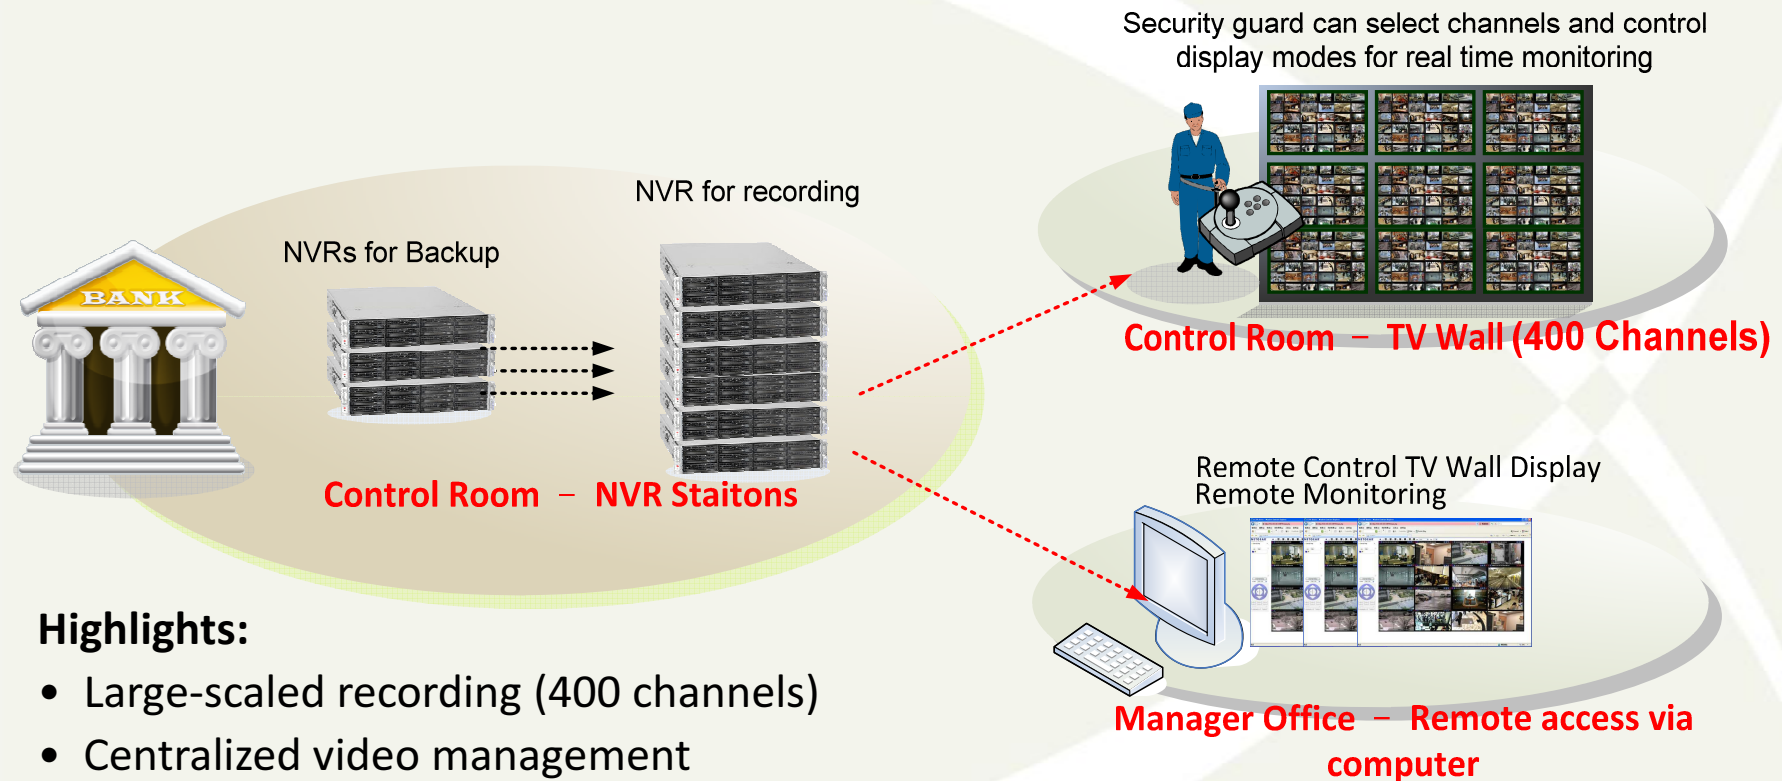 Security guard can select channels and control
display modes for real time monitoring
NVR for recording
NVRs for Backup
BANK
Control Room – TV Wall (400 Channels)
Control Room – NVR Staitons
Remote Control TV Wall Display
Remote Monitoring
Highlights:
• Large-scaled recording (400 channels)
• Centralized video management
Manager Office – Remote access via
computer